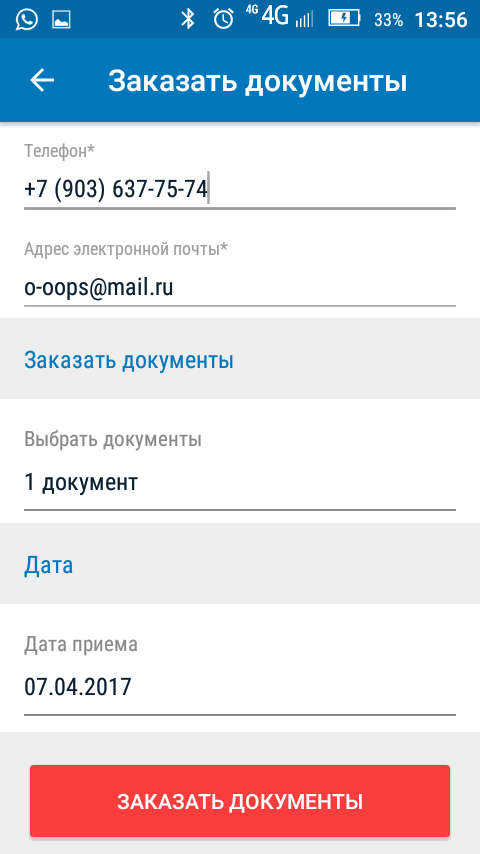 4G 4G 33% 13:56
Заказать документы
Телефон*
+7 (903) 637-75-74
Адрес электронной почты*
o-oops@mail.ru
Заказать документы
Выбрать документы
1 документ
Дата
Дата приема
07.04.2017
ЗАКАЗАТЬ ДОКУМЕНТЫ